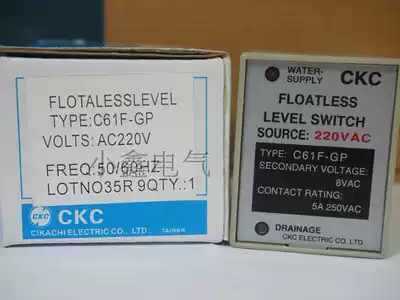 FLOTALESSLEVEL
TYPE:C61F-GP
VOLTS: AC220V
FREQ:50/60HZ
LOTNO35R 9QTY.:1
CKC
CKC
CIKACHI ELECTRIC CO., LTD. TAIWAN
小鑫电气
WATER-
SUPPLY
CKC
FLOATLESS
LEVEL SWITCH
SOURCE: 220VAC
TYPE: C61F-GP
SECONDARY VOLTAGE:
8VAC
CONTACT RATING:
5A 250VAC
DRAINAGE
CKC ELECTRIC CO., LTD.